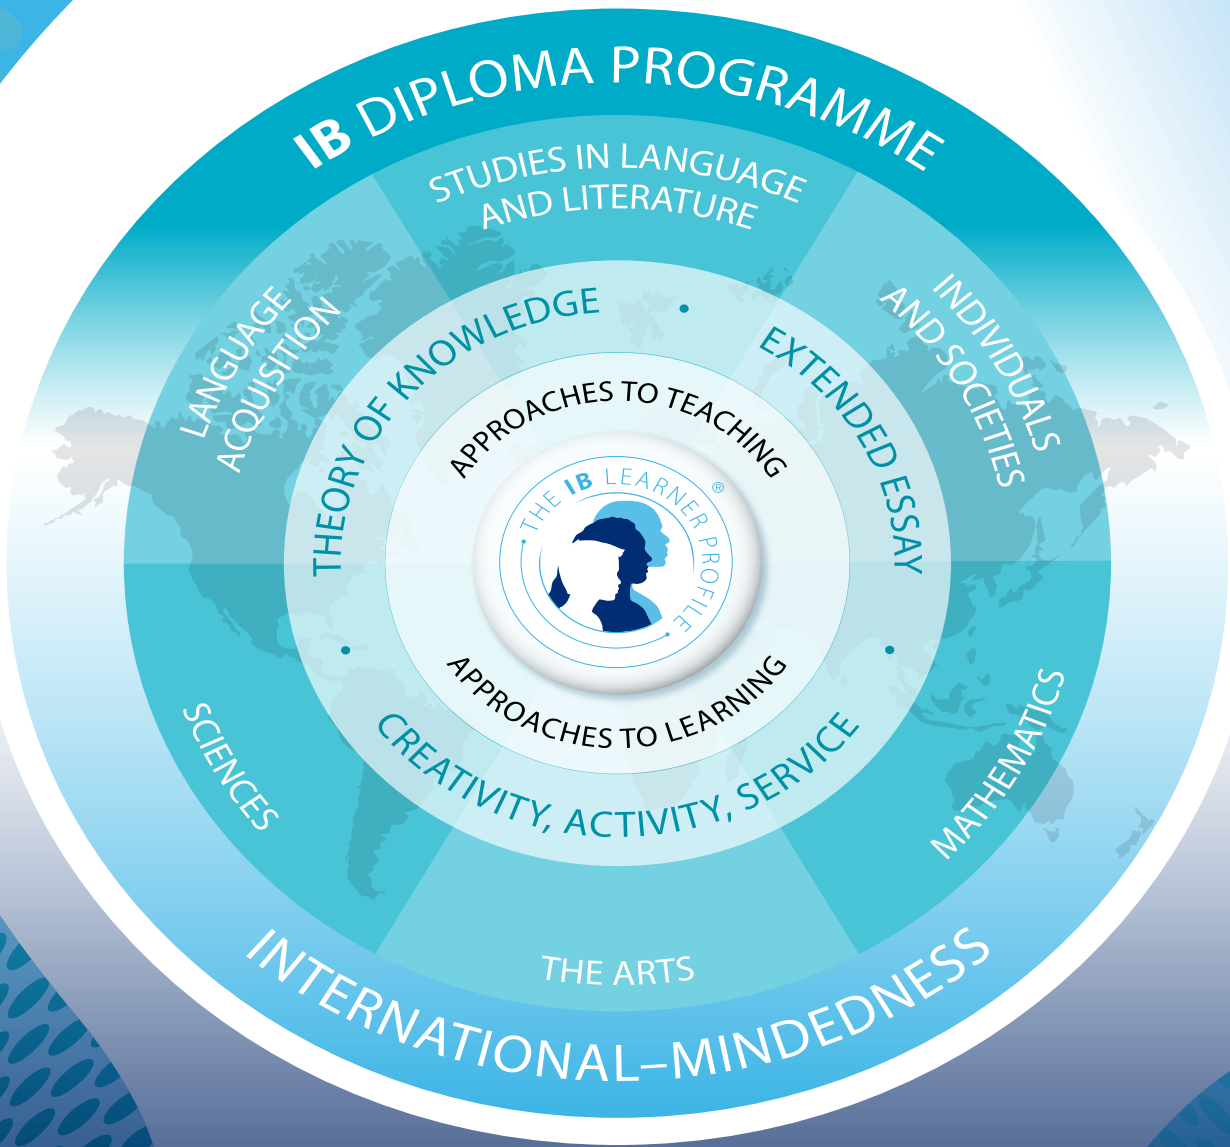 IB DIPLOMA PROGRAMME
STUDIES IN LANGUAGE
AND LITERATURE
LANGUAGE
ACQUISITION
INDIVIDUALS
AND SOCIETIES
THEORY OF KNOWLEDGE
•
EXTENDED ESSAY
APPROACHES TO TEACHING
THE IB LEARNER PROFILE
®
APPROACHES TO LEARNING
•
CREATIVITY, ACTIVITY, SERVICE
•
SCIENCES
MATHEMATICS
THE ARTS
INTERNATIONAL–MINDEDNESS